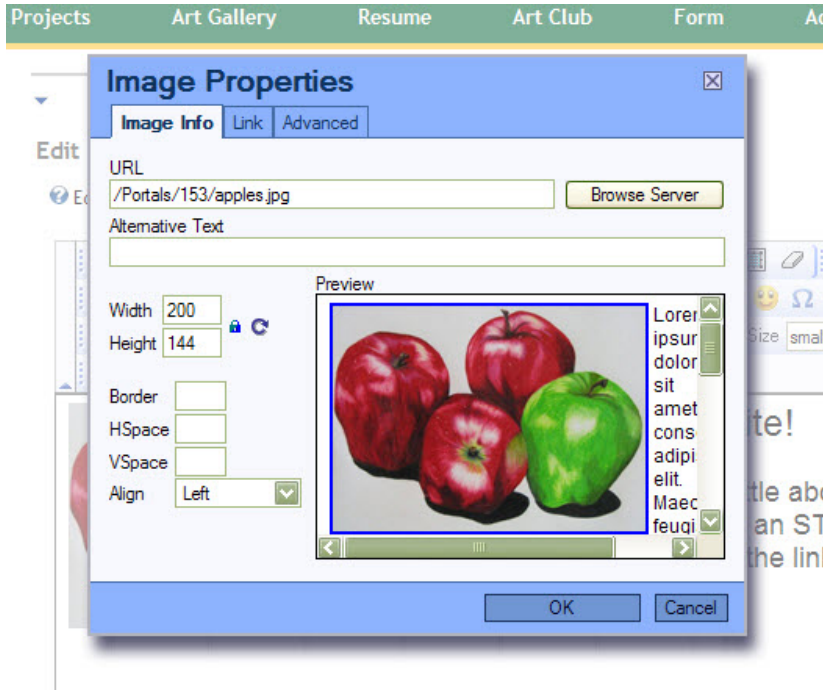 Projects Art Gallery Resume Art Club Form
Image Properties
Image Info Link Advanced
Edit
URL
/Portals/153/apples.jpg Browse Server
Alternative Text
Preview
Width 200
Height 144
Border
HSpace
VSpace
Align Left
Lorem
ipsum
dolor
sit
amet
elit.
Size
ite!
an
the
OK Cancel